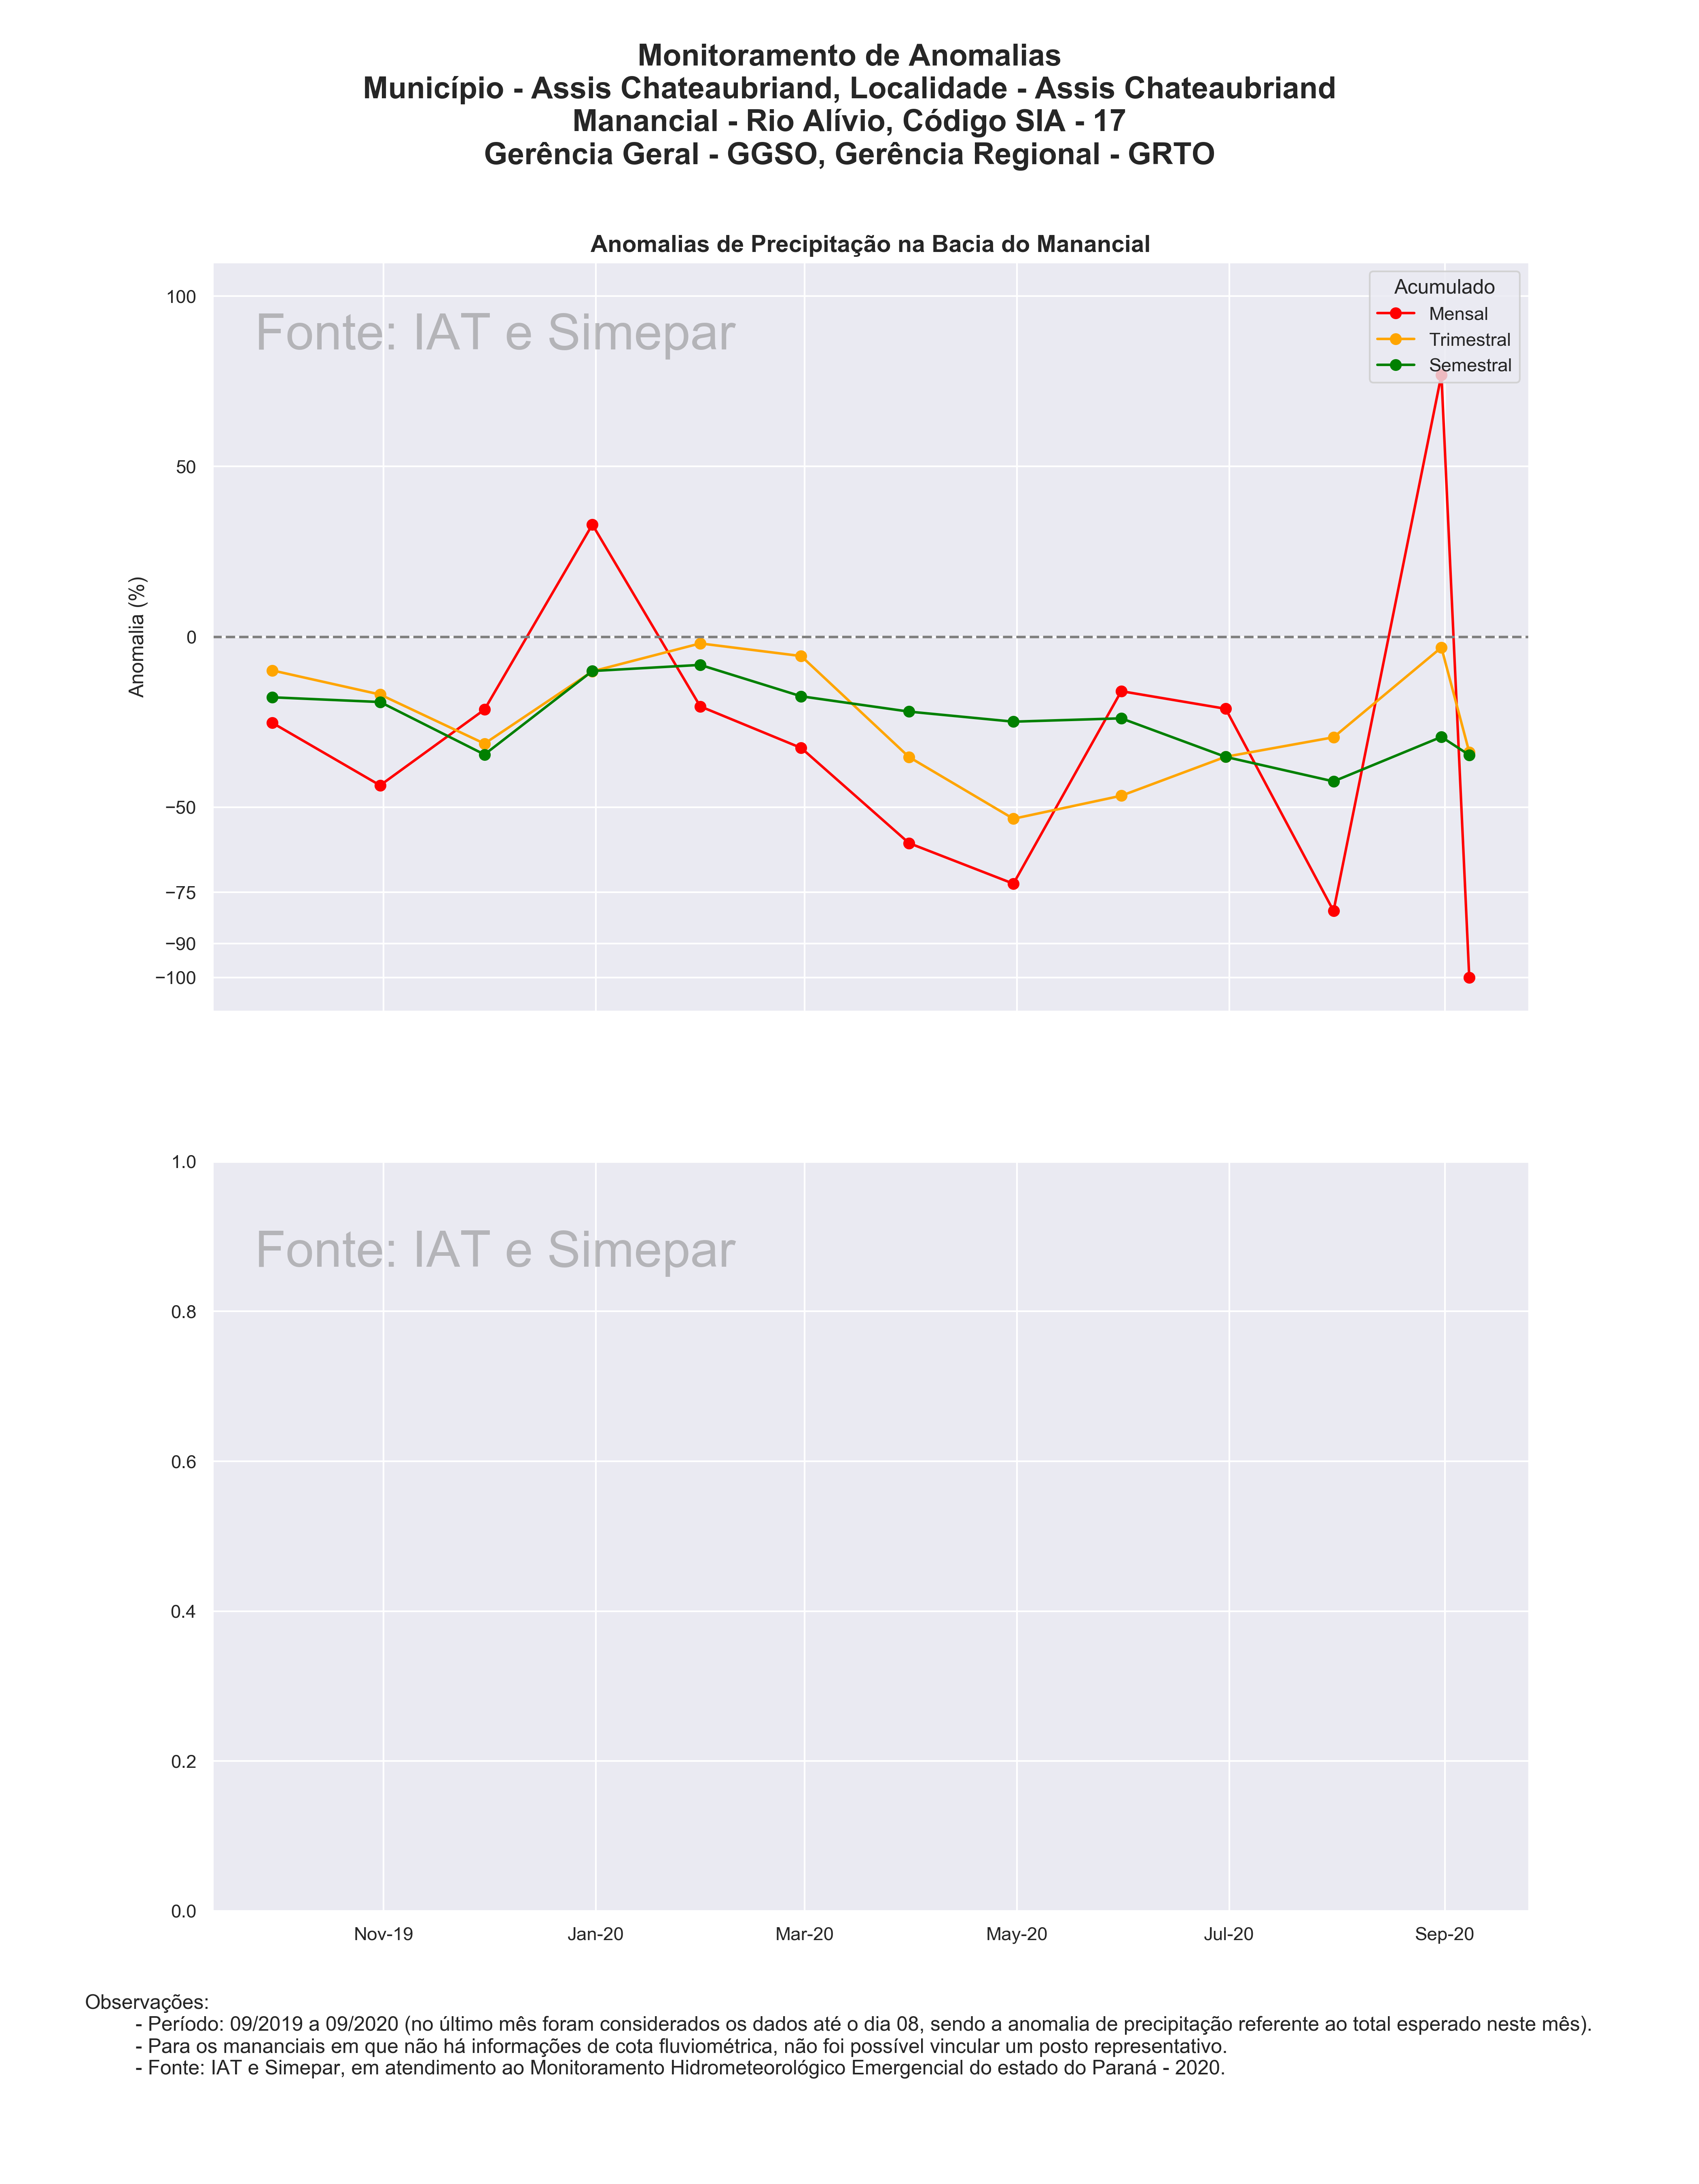 Monitoramento de Anomalias
Município - Assis Chateaubriand, Localidade - Assis Chateaubriand
Manancial - Rio Alívio, Código SIA - 17
Gerência Geral - GGSO, Gerência Regional - GRTO
Anomalias de Precipitação na Bacia do Manancial
Fonte: IAT e Simepar
Acumulado
Mensal
Trimestral
Semestral
Anomalia (%)
100
50
0
−50
−75
−90
−100
Fonte: IAT e Simepar
1.0
0.8
0.6
0.4
0.2
0.0
Nov-19 Jan-20 Mar-20 May-20 Jul-20 Sep-20
Observações:
- Período: 09/2019 a 09/2020 (no último mês foram considerados os dados até o dia 08, sendo a anomalia de precipitação referente ao total esperado neste mês).
- Para os mananciais em que não há informações de cota fluviométrica, não foi possível vincular um posto representativo.
- Fonte: IAT e Simepar, em atendimento ao Monitoramento Hidrometeorológico Emergencial do estado do Paraná - 2020.